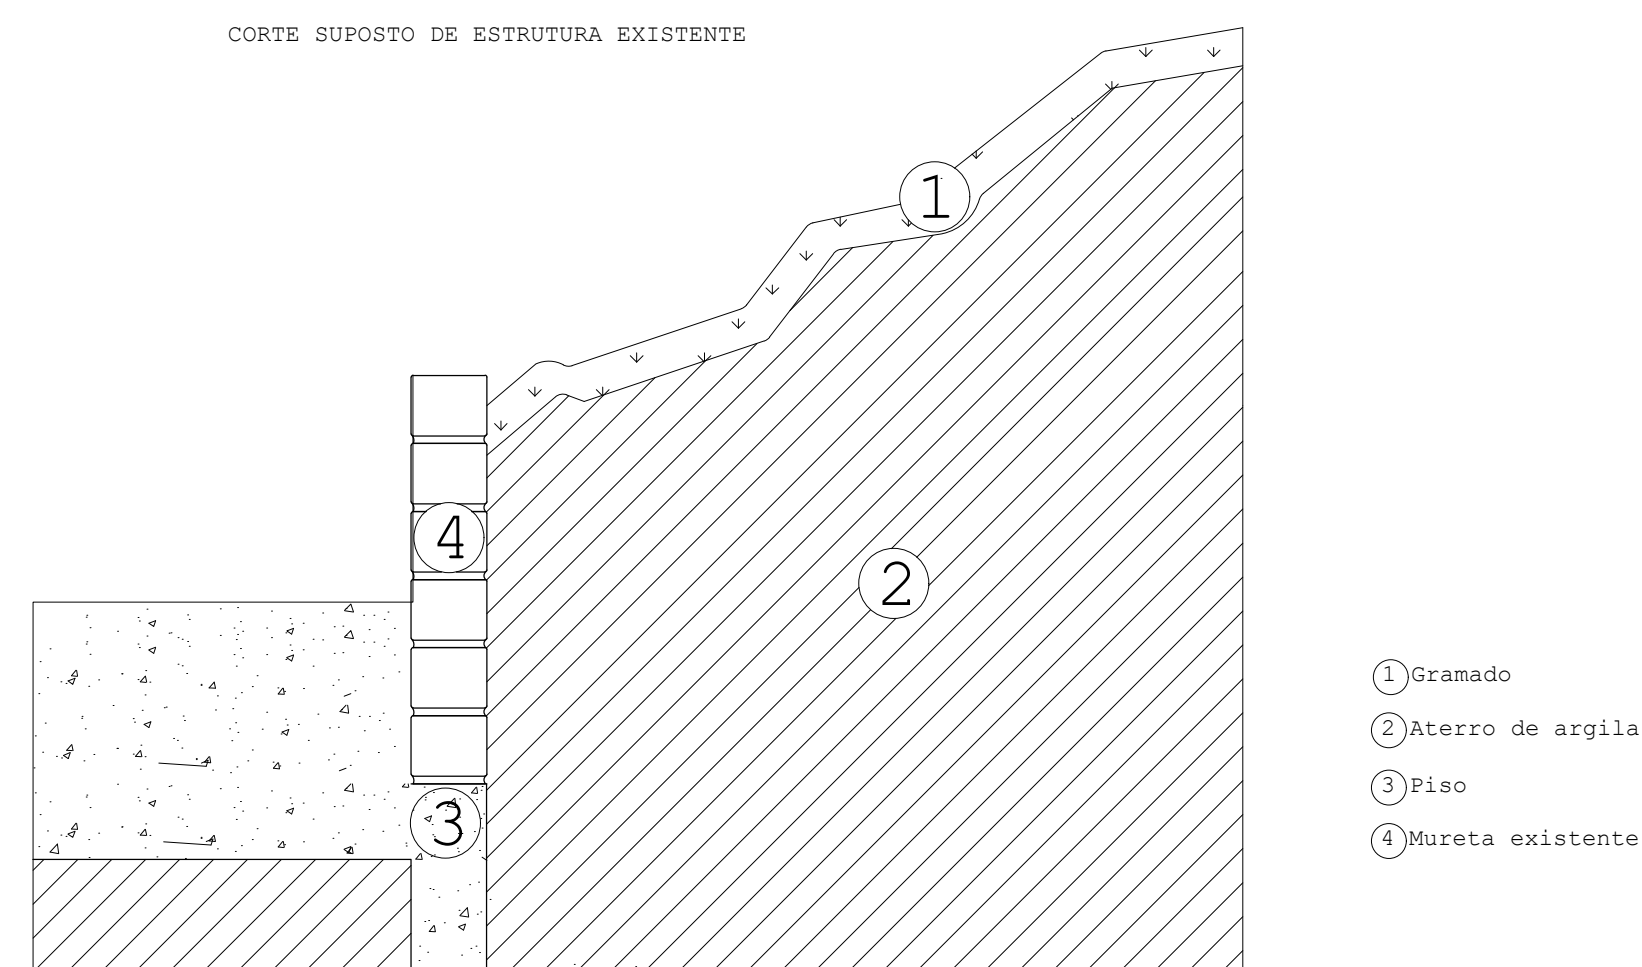 CORTE SUPOSTO DE ESTRUTURA EXISTENTE
1
4
2
3
1 Gramado
2 Aterro de argila
3 Piso
4 Mureta existente